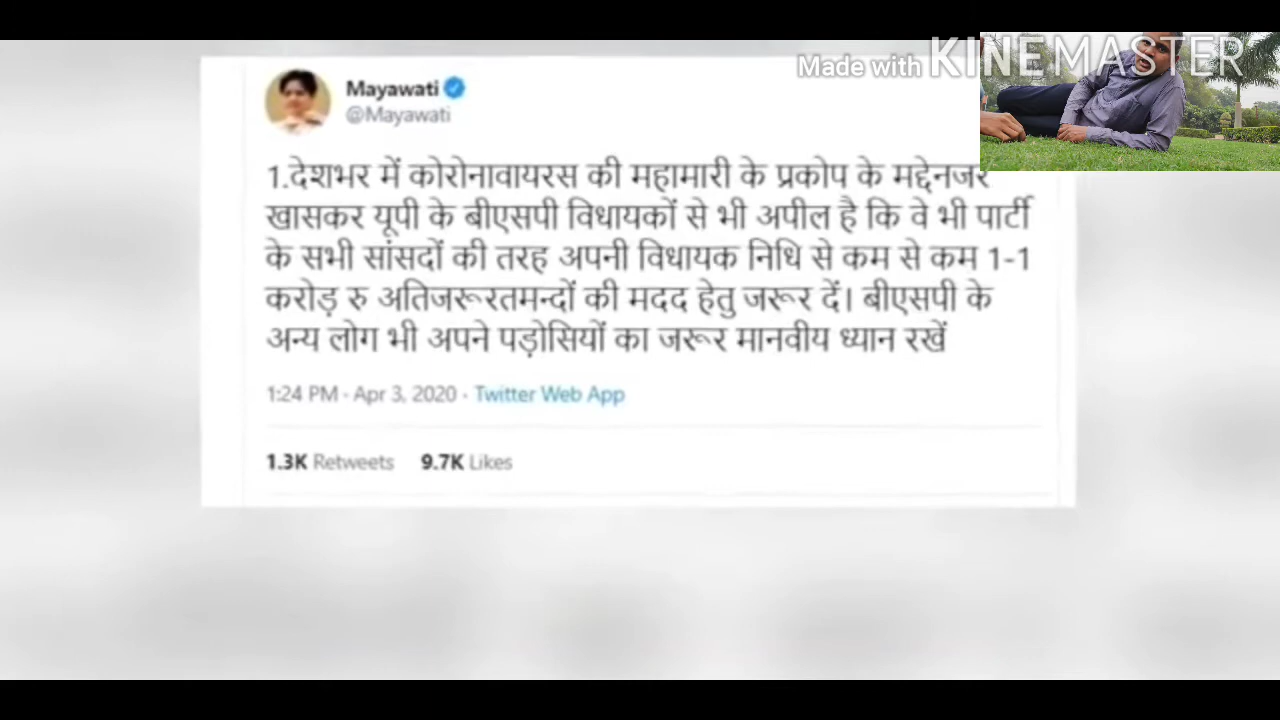 Made with KINEMASTER
Mayawati
@Mayawati
1.देशभर में कोरोनावायरस की महामारी के प्रकोप के मद्देनजर
खासकर यूपी के बीएसपी विधायकों से भी अपील है कि वे भी पार्टी
के सभी सांसदों की तरह अपनी विधायक निधि से कम से कम 1-1
करोड़ रु अतिजरूरतमन्दों की मदद हेतु जरूर दें। बीएसपी के
अन्य लोग भी अपने पड़ोसियों का जरूर मानवीय ध्यान रखें
1:24 PM · Apr 3, 2020 · Twitter Web App
1.3K Retweets 9.7K Likes